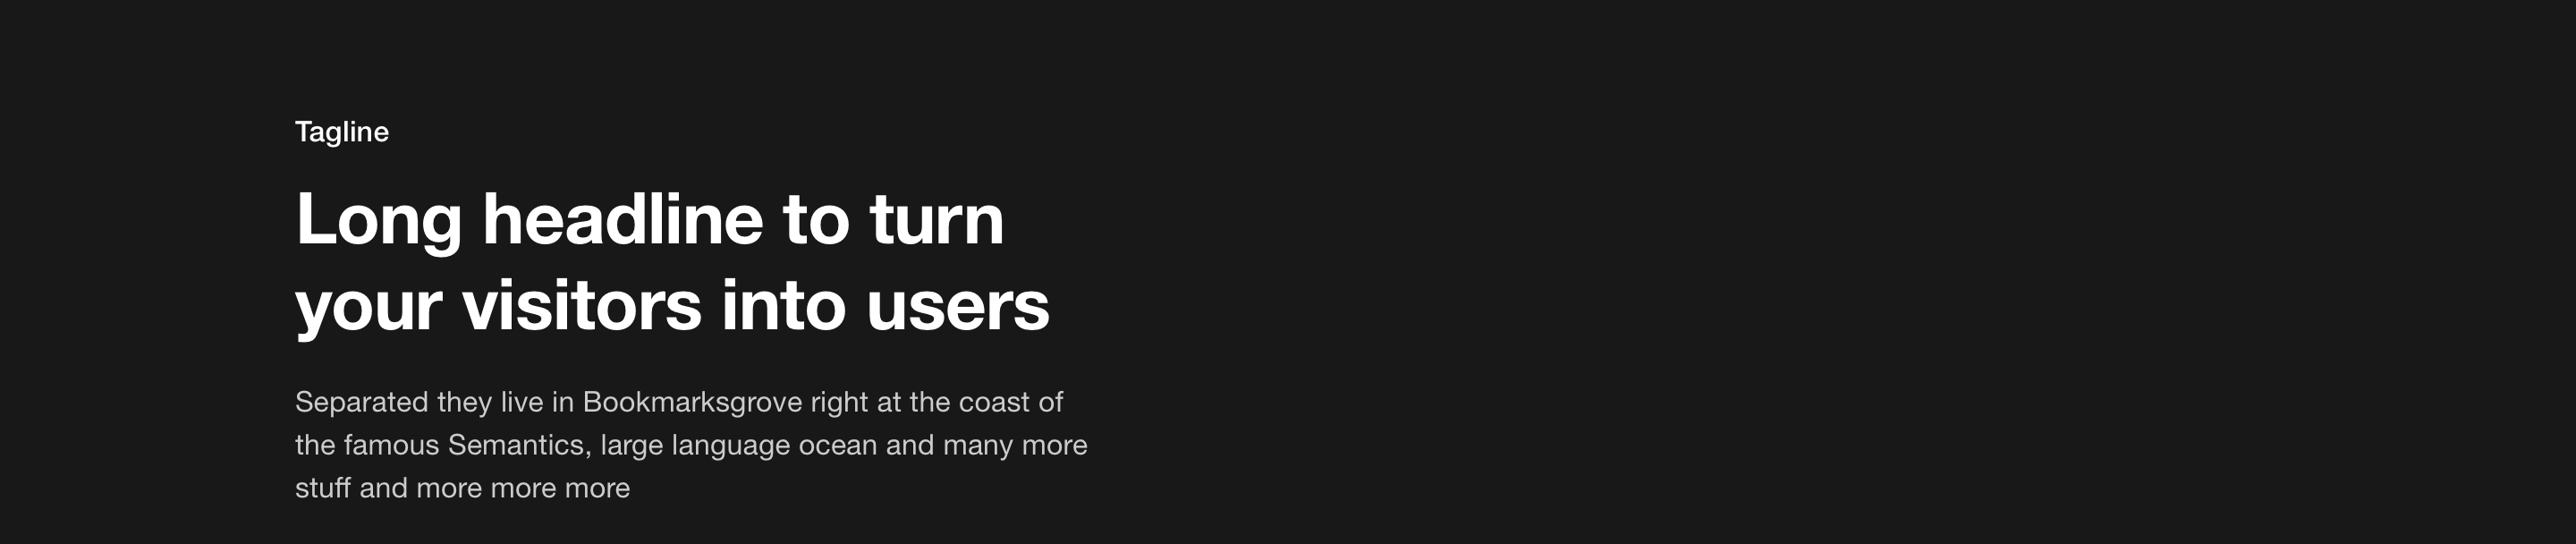 Tagline
Long headline to turn
your visitors into users
Separated they live in Bookmarksgrove right at the coast of
the famous Semantics, large language ocean and many more
stuff and more more more